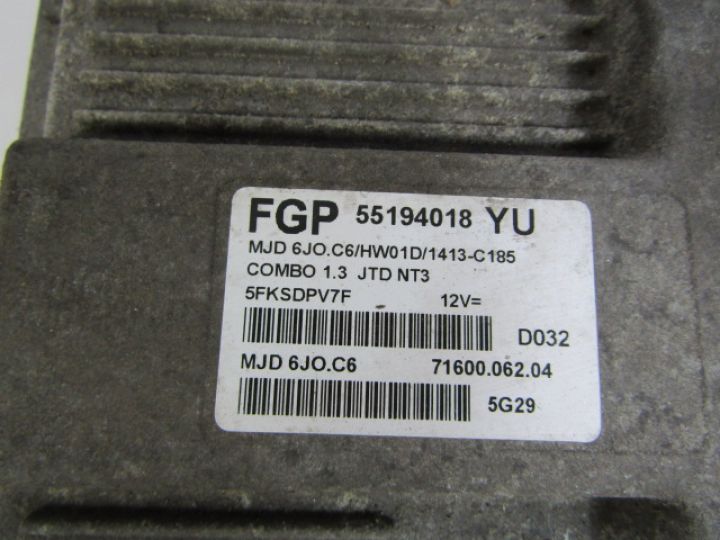 FGP 55194018 YU
MJD 6JO.C6/HW01D/1413-C185
COMBO 1.3 JTD NT3
5FKSDPV7F 12V=
D032
MJD 6JO.C6 71600.062.04
5G29